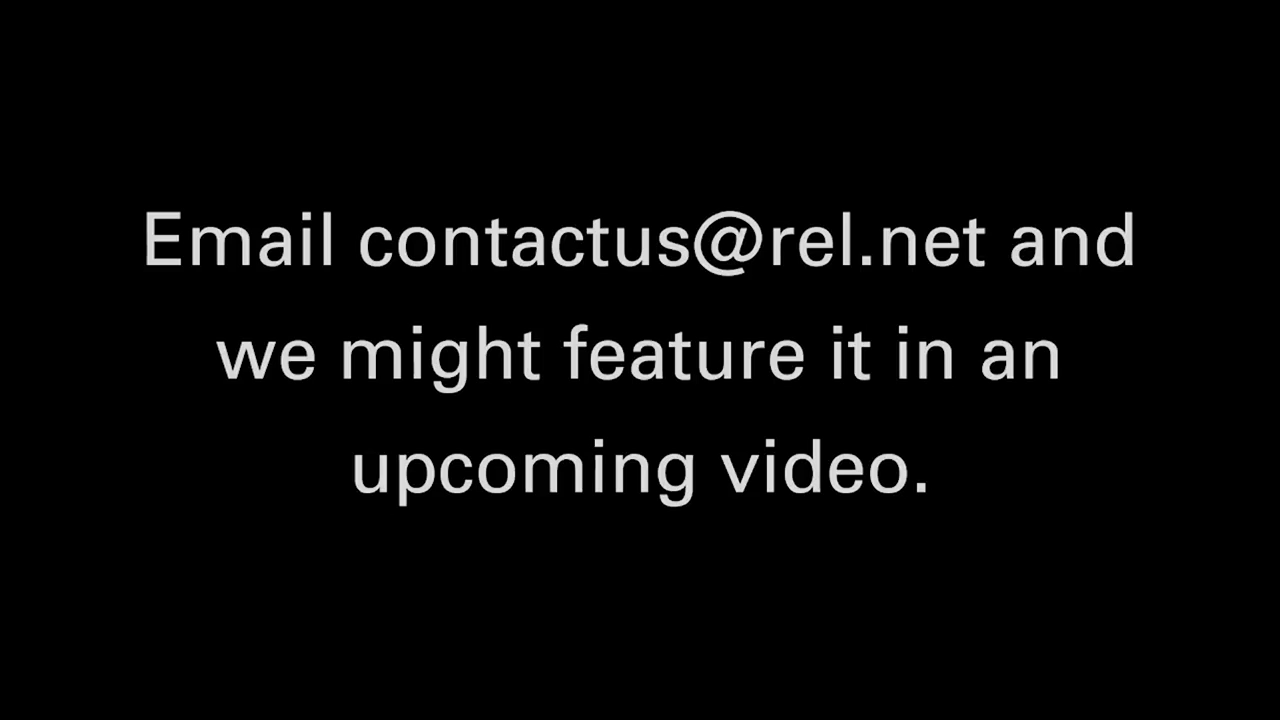 Email contactus@rel.net and
we might feature it in an
upcoming video.